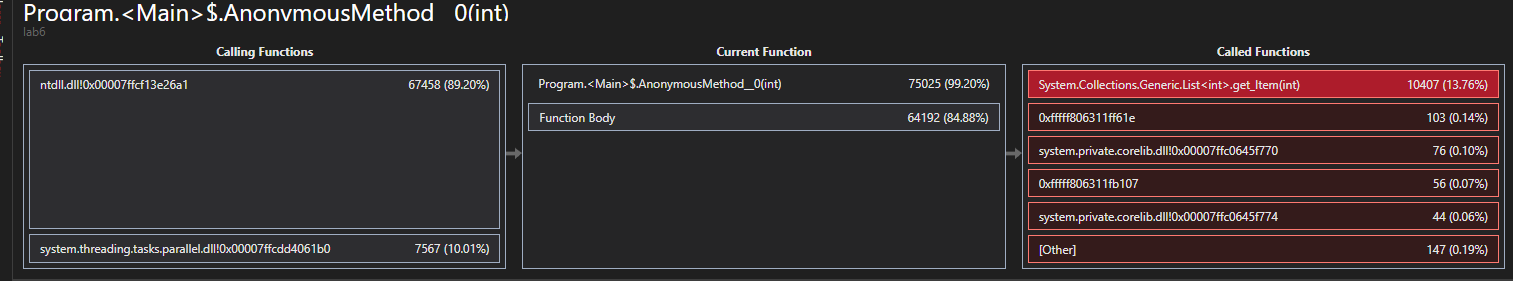 Program.<Main>$.AnonymousMethod__0(int)
lab6
Calling Functions
ntdll.dll!0x00007ffcf13e26a1 67458 (89.20%)
system.threading.tasks.parallel.dll!0x00007ffcdd4061b0 7567 (10.01%)
Current Function
Program.<Main>$.AnonymousMethod__0(int) 75025 (99.20%)
Function Body 64192 (84.88%)
Called Functions
System.Collections.Generic.List<int>.get_Item(int) 10407 (13.76%)
0xfffff806311ff61e 103 (0.14%)
system.private.corelib.dll!0x00007ffc0645f770 76 (0.10%)
0xfffff806311fb107 56 (0.07%)
system.private.corelib.dll!0x00007ffc0645f774 44 (0.06%)
[Other] 147 (0.19%)